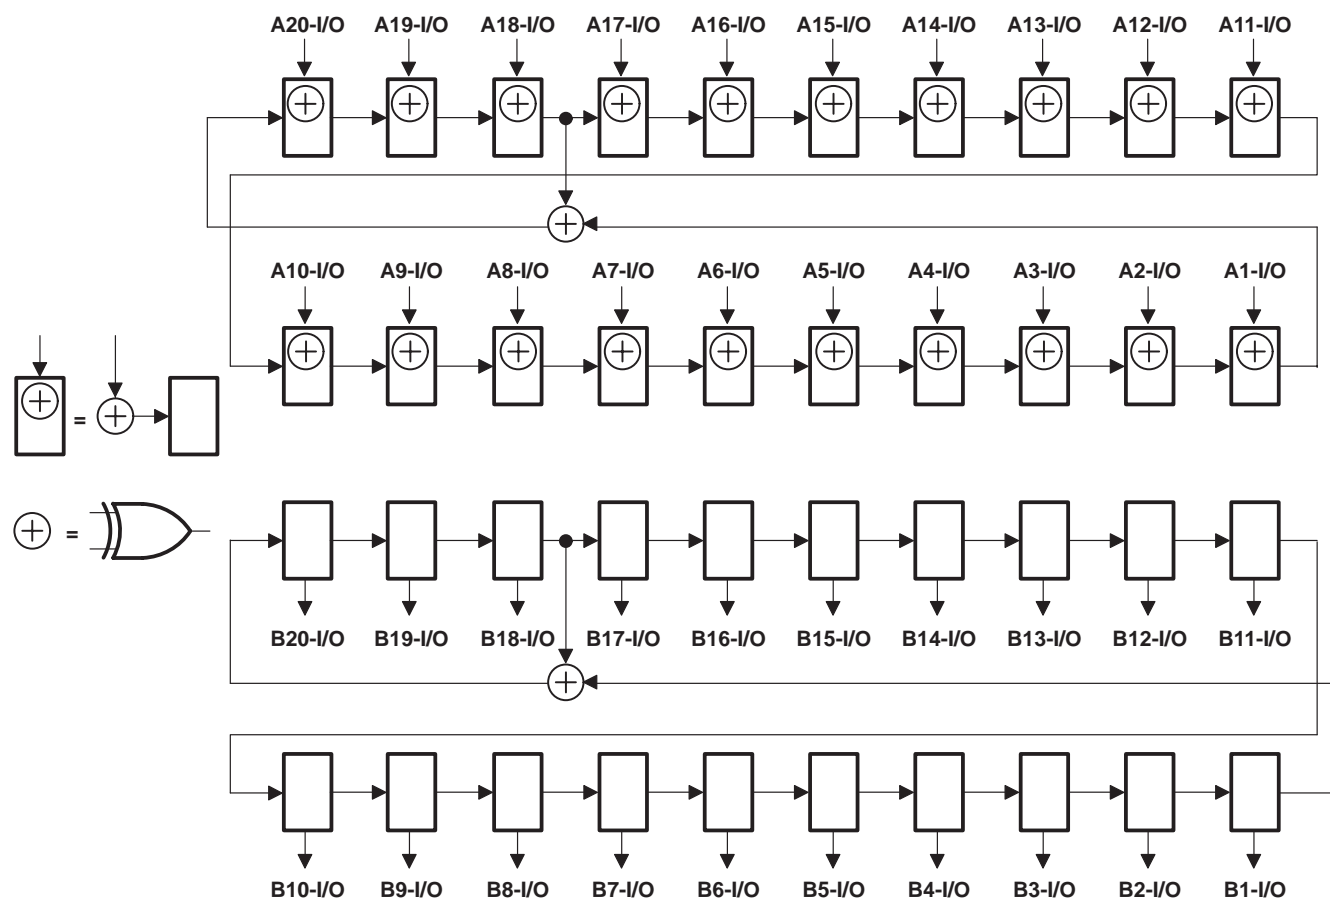 A20-I/O A19-I/O A18-I/O A17-I/O A16-I/O A15-I/O A14-I/O A13-I/O A12-I/O A11-I/O
A10-I/O A9-I/O A8-I/O A7-I/O A6-I/O A5-I/O A4-I/O A3-I/O A2-I/O A1-I/O
=
=
B20-I/O B19-I/O B18-I/O B17-I/O B16-I/O B15-I/O B14-I/O B13-I/O B12-I/O B11-I/O
B10-I/O B9-I/O B8-I/O B7-I/O B6-I/O B5-I/O B4-I/O B3-I/O B2-I/O B1-I/O